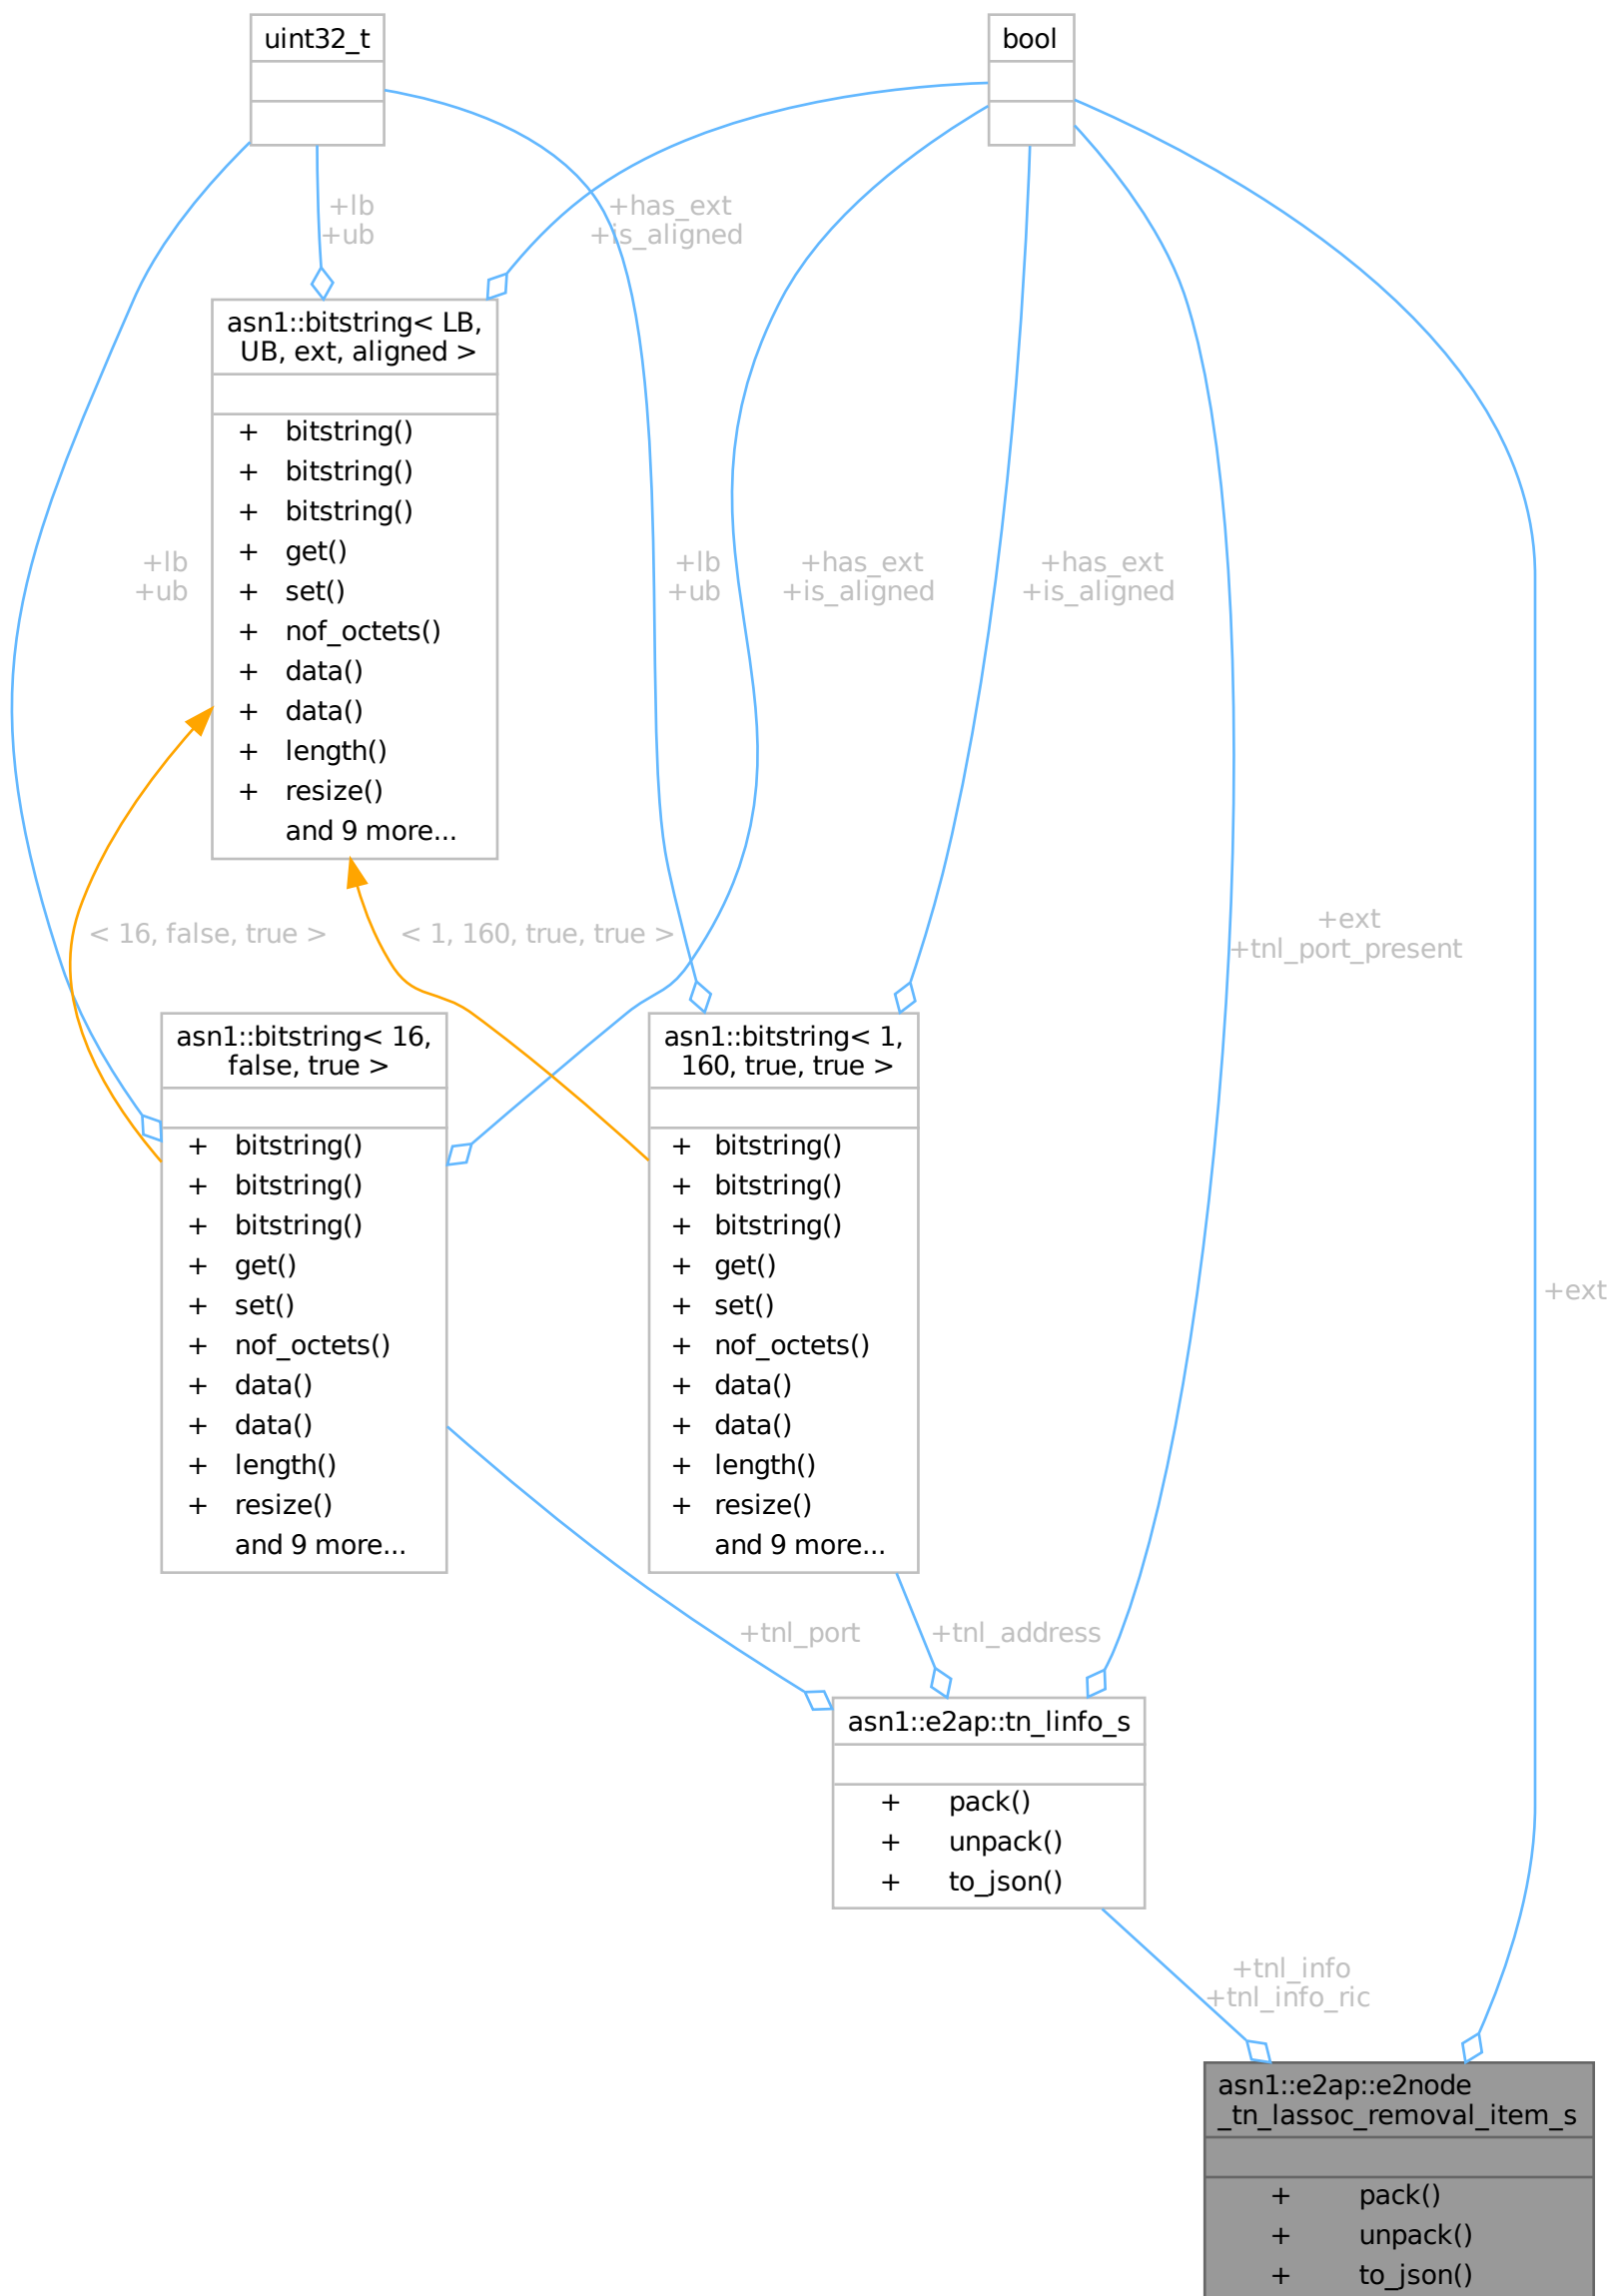 uint32_t
bool
+lb
+ub
+has_ext
+is_aligned
asn1::bitstring< LB,
UB, ext, aligned >
+ bitstring()
+ bitstring()
+ bitstring()
+ get()
+ set()
+ nof_octets()
+ data()
+ data()
+ length()
+ resize()
and 9 more...
+lb
+ub
+lb
+ub
+has_ext
+is_aligned
+has_ext
+is_aligned
< 16, false, true >
< 1, 160, true, true >
+ext
+tnl_port_present
asn1::bitstring< 16,
false, true >
+ bitstring()
+ bitstring()
+ bitstring()
+ get()
+ set()
+ nof_octets()
+ data()
+ data()
+ length()
+ resize()
and 9 more...
asn1::bitstring< 1,
160, true, true >
+ bitstring()
+ bitstring()
+ bitstring()
+ get()
+ set()
+ nof_octets()
+ data()
+ data()
+ length()
+ resize()
and 9 more...
+ext
+tnl_port
+tnl_address
asn1::e2ap::tn_linfo_s
+ pack()
+ unpack()
+ to_json()
+tnl_info
+tnl_info_ric
asn1::e2ap::e2node
_tn_lassoc_removal_item_s
+ pack()
+ unpack()
+ to_json()